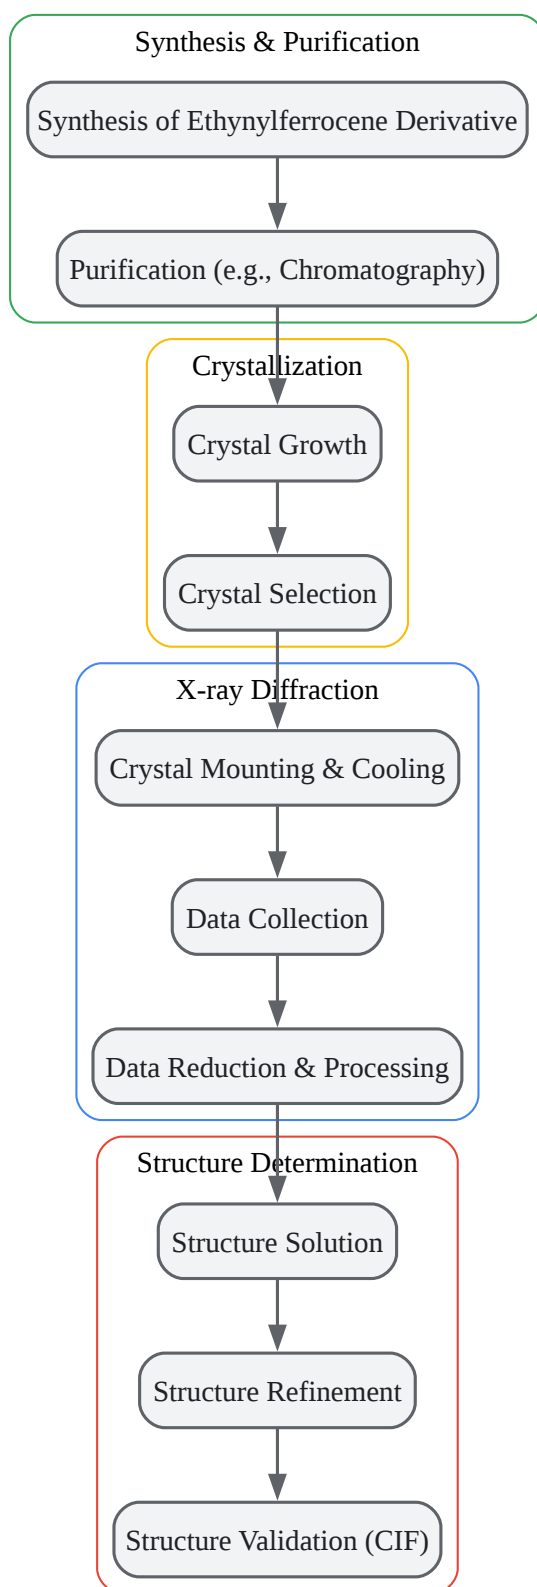 Synthesis & Purification
Synthesis of Ethynylferrocene Derivative
Purification (e.g., Chromatography)
Crystallization
Crystal Growth
Crystal Selection
X-ray Diffraction
Crystal Mounting & Cooling
Data Collection
Data Reduction & Processing
Structure Determination
Structure Solution
Structure Refinement
Structure Validation (CIF)